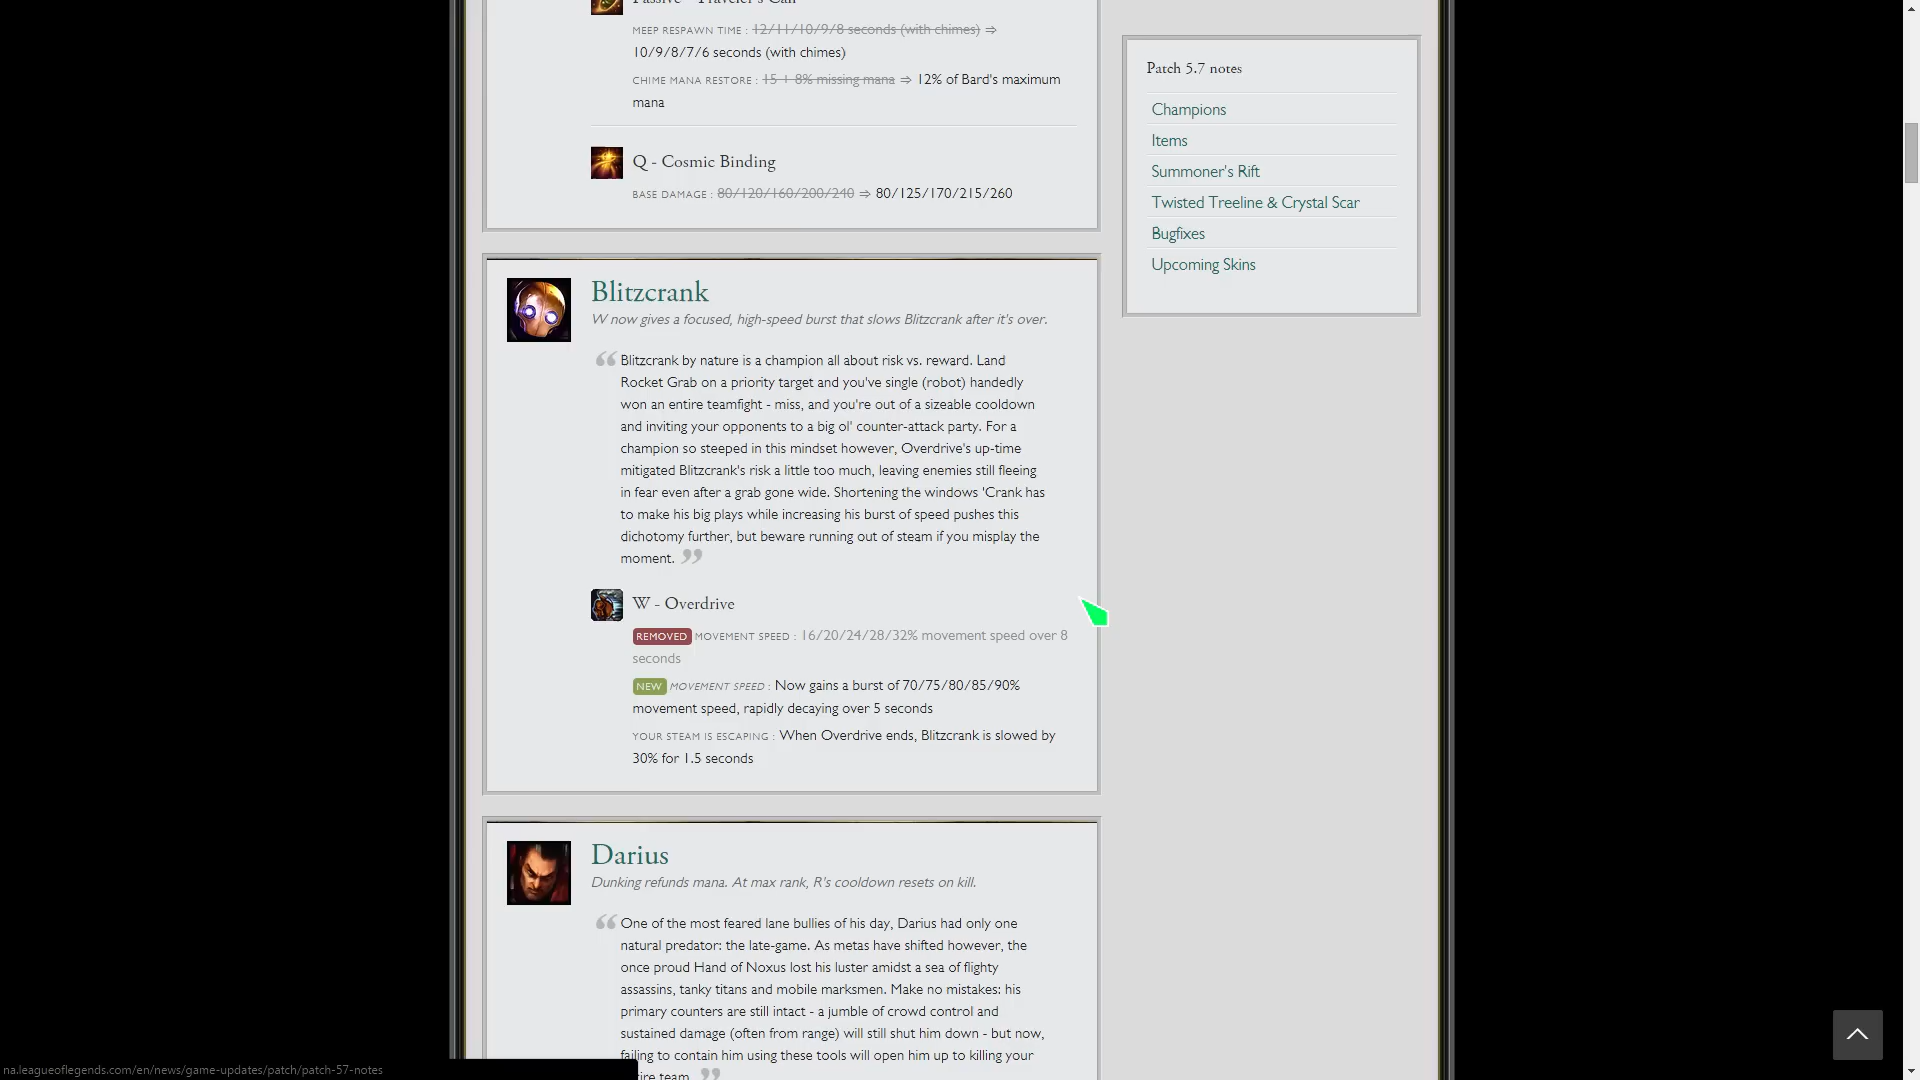 Passive - Traveler's Call
MEEP RESPAWN TIME : 12/11/10/9/8 seconds (with chimes) ⇒
10/9/8/7/6 seconds (with chimes)
CHIME MANA RESTORE : 15 + 8% missing mana ⇒ 12% of Bard's maximum
mana
Q - Cosmic Binding
BASE DAMAGE : 80/120/160/200/240 ⇒ 80/125/170/215/260
Blitzcrank
W now gives a focused, high-speed burst that slows Blitzcrank after it's over.
“ Blitzcrank by nature is a champion all about risk vs. reward. Land
Rocket Grab on a priority target and you've single (robot) handedly
won an entire teamfight - miss, and you're out of a sizeable cooldown
and inviting your opponents to a big ol' counter-attack party. For a
champion so steeped in this mindset however, Overdrive's up-time
mitigated Blitzcrank's risk a little too much, leaving enemies still fleeing
in fear even after a grab gone wide. Shortening the windows 'Crank has
to make his big plays while increasing his burst of speed pushes this
dichotomy further, but beware running out of steam if you misplay the
moment. ”
W - Overdrive
REMOVED MOVEMENT SPEED : 16/20/24/28/32% movement speed over 8
seconds
NEW MOVEMENT SPEED : Now gains a burst of 70/75/80/85/90%
movement speed, rapidly decaying over 5 seconds
YOUR STEAM IS ESCAPING : When Overdrive ends, Blitzcrank is slowed by
30% for 1.5 seconds
Darius
Dunking refunds mana. At max rank, R's cooldown resets on kill.
“ One of the most feared lane bullies of his day, Darius had only one
natural predator: the late-game. As metas have shifted however, the
once proud Hand of Noxus lost his luster amidst a sea of flighty
assassins, tanky titans and mobile marksmen. Make no mistakes: his
primary counters are still intact - a jumble of crowd control and
sustained damage (often from range) will still shut him down - but now,
failing to contain him using these tools will open him up to killing your
team. ”
Patch 5.7 notes
Champions
Items
Summoner's Rift
Twisted Treeline & Crystal Scar
Bugfixes
Upcoming Skins
na.leagueoflegends.com/en/news/game-updates/patch/patch-57-notes